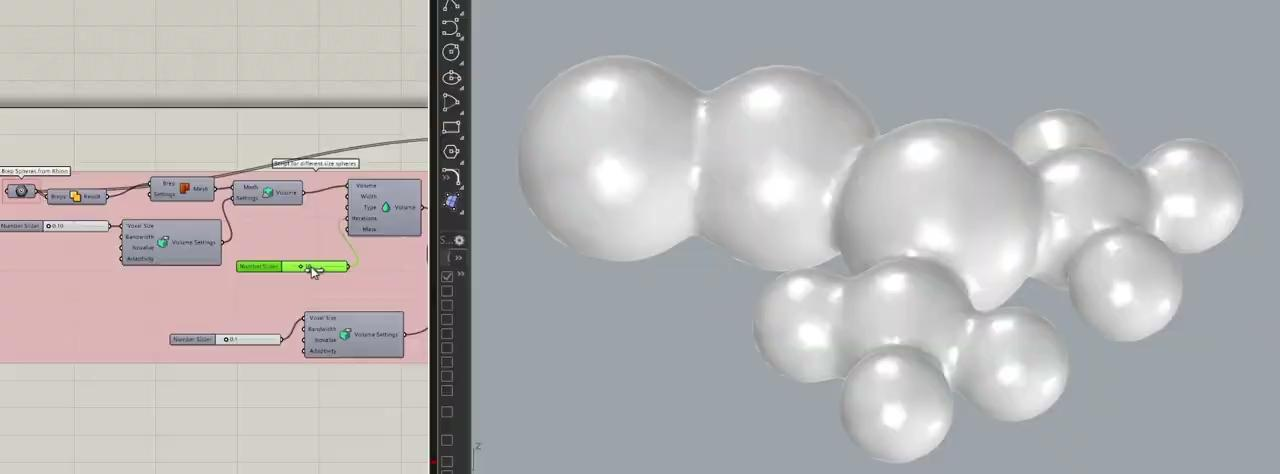 Script for different size spheres
Brep Spheres from Rhino
Breps
Result
Brep
Settings
Mesh
Mesh
Settings
Volume
Volume
Width
Type
Iterations
Mask
Volume
Number Slider
0.10
Voxel Size
Bandwidth
Isovalue
Adaptivity
Volume Settings
Number Slider
Number Slider
0.1
Voxel Size
Bandwidth
Isovalue
Adaptivity
Volume Settings
S...
Z